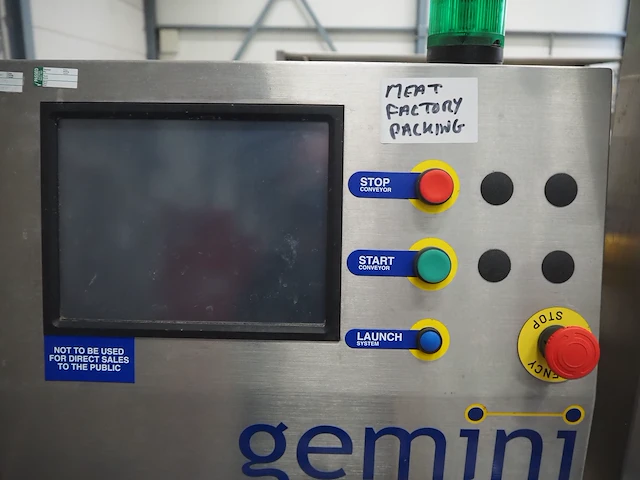 MEAT
FACTORY
PACKING
STOP
CONVEYOR
START
CONVEYOR
LAUNCH
SYSTEM
STOP
ENCY
NOT TO BE USED
FOR DIRECT SALES
TO THE PUBLIC
gemini